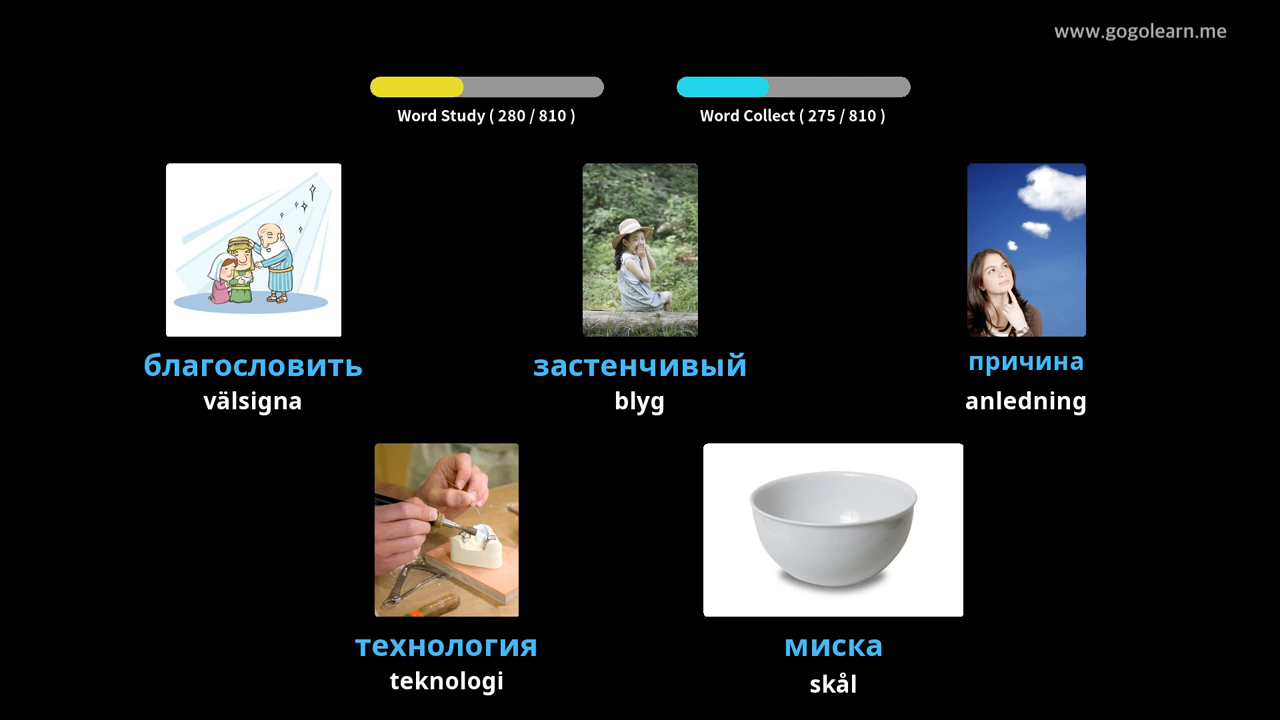 www.gogolearn.me
Word Study ( 280 / 810 )
Word Collect ( 275 / 810 )
благословить
välsigna
застенчивый
blyg
причина
anledning
технология
teknologi
миска
skål